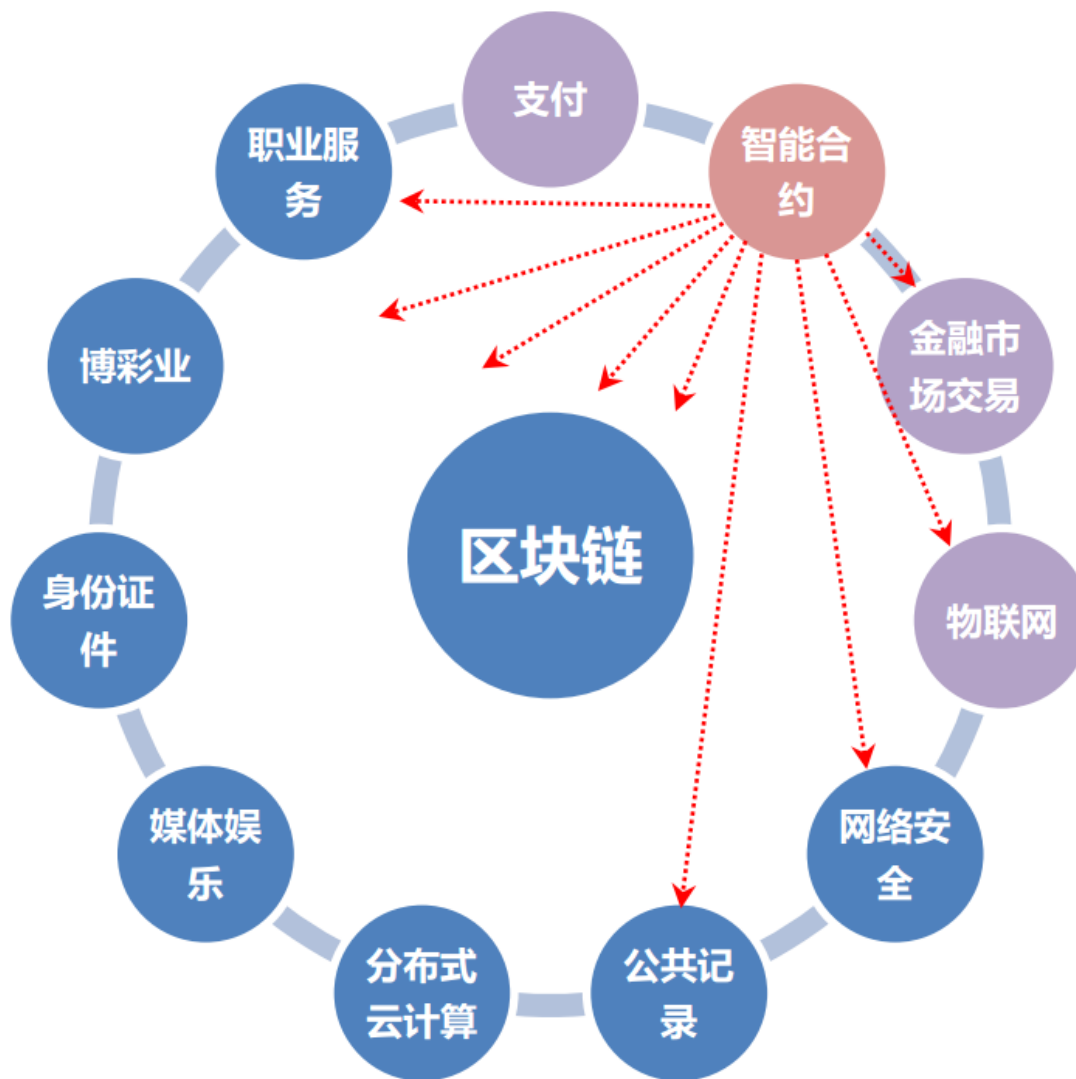 支付
智能合
约
金融市
场交易
物联网
网络安
全
公共记
录
分布式
云计算
媒体娱
乐
身份证
件
博彩业
职业服
务
区块链